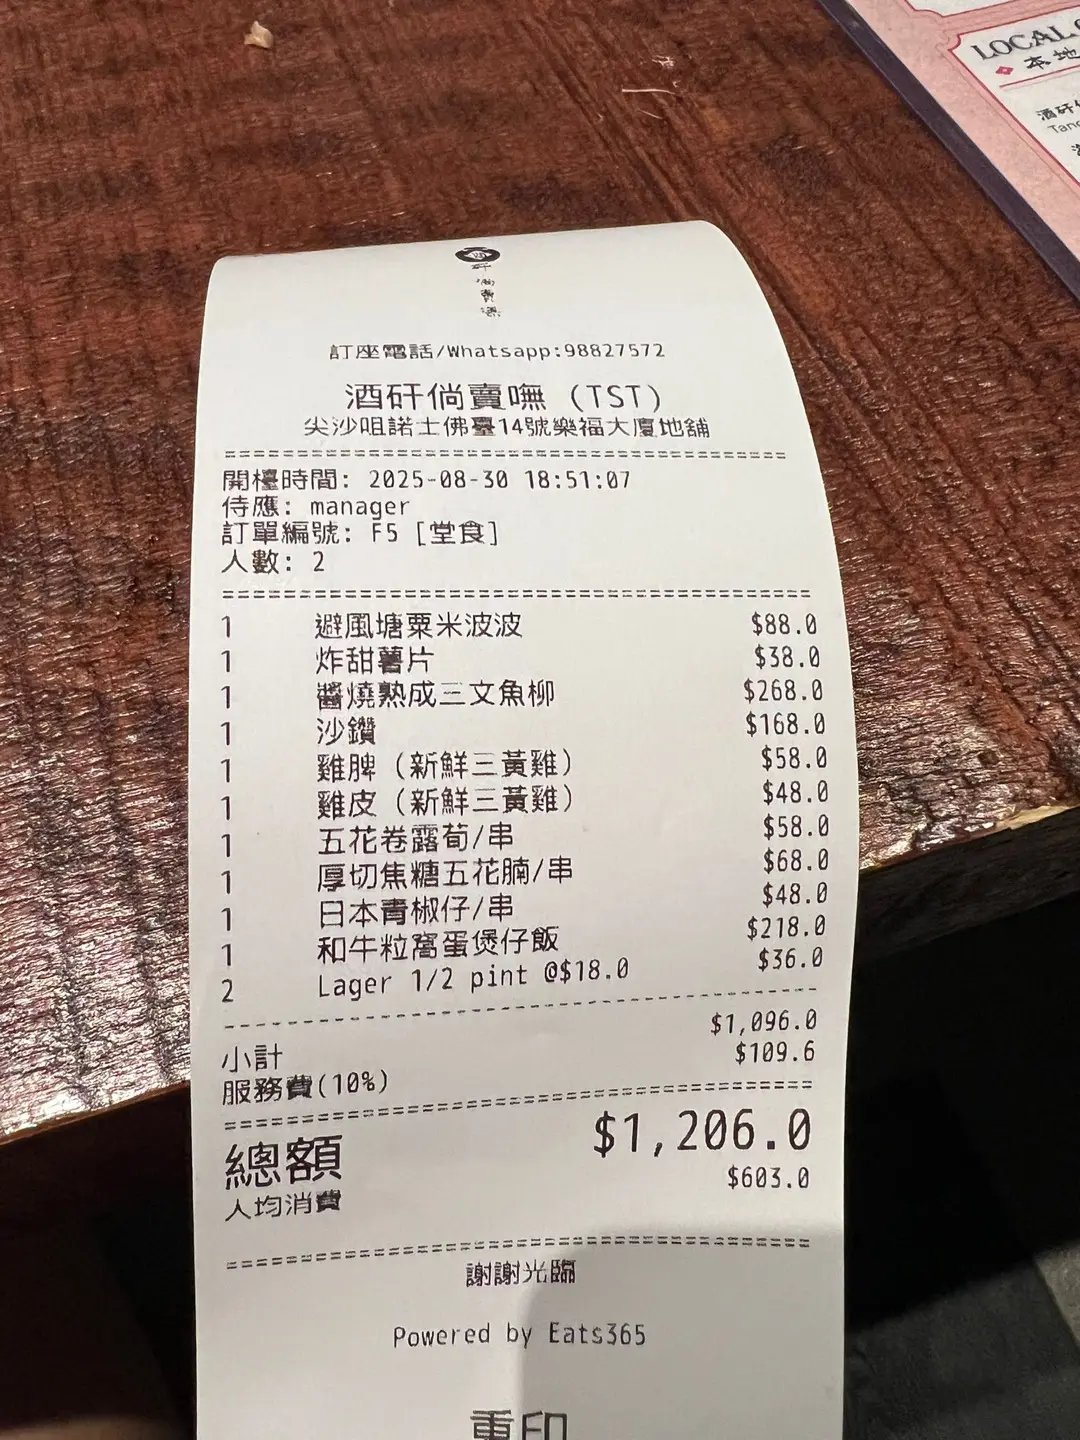 LOCAL
本地
酒矸
Tang
訂座電話/Whatsapp:98827572
酒矸倘賣嘸 (TST)
尖沙咀諾士佛臺14號樂福大廈地舖
開檯時間: 2025-08-30 18:51:07
侍應: manager
訂單編號: F5 [堂食]
人數: 2
1 避風塘粟米波波 $88.0
1 炸甜薯片 $38.0
1 醬燒熟成三文魚柳 $268.0
1 沙鑽 $168.0
1 雞脾 (新鮮三黃雞) $58.0
1 雞皮 (新鮮三黃雞) $48.0
1 五花卷露荀/串 $58.0
1 厚切焦糖五花腩/串 $68.0
1 日本青椒仔/串 $48.0
1 和牛粒窩蛋煲仔飯 $218.0
2 Lager 1/2 pint @$18.0 $36.0
小計 $1,096.0
服務費(10%) $109.6
總額 $1,206.0
人均消費 $603.0
謝謝光臨
Powered by Eats365
重印